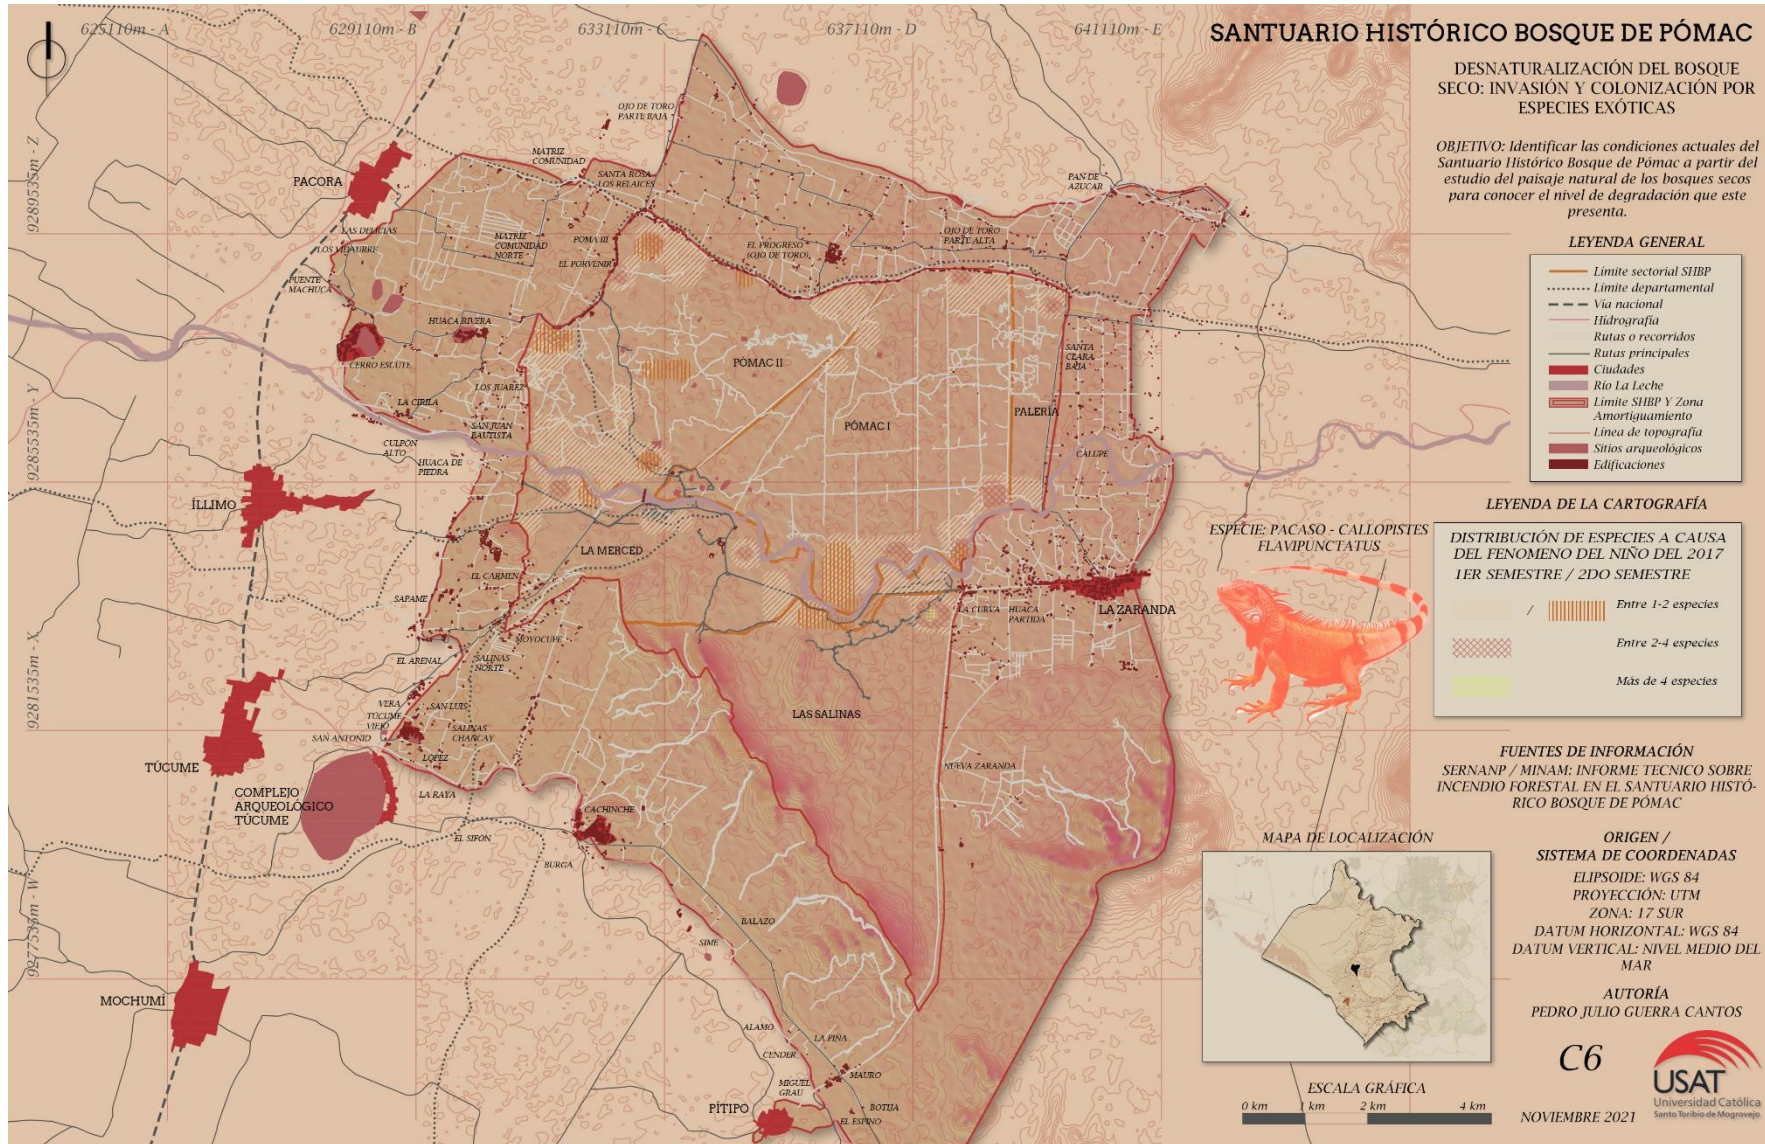 625110m - A
629110m - B
633110m - C
637110m - D
641110m - E
9289535m - Z
9285535m - Y
9281535m - X
9277535m - W
SANTUARIO HISTÓRICO BOSQUE DE PÓMAC
DESNATURALIZACIÓN DEL BOSQUE
SECO: INVASIÓN Y COLONIZACIÓN POR
ESPECIES EXÓTICAS
OBJETIVO: Identificar las condiciones actuales del
Santuario Histórico Bosque de Pómac a partir del
estudio del paisaje natural de los bosques secos
para conocer el nivel de degradación que este
presenta.
LEYENDA GENERAL
Límite sectorial SHBP
Límite departamental
Vía nacional
Hidrografía
Rutas o recorridos
Rutas principales
Ciudades
Río La Leche
Límite SHBP Y Zona
Amortiguamiento
Línea de topografía
Sitios arqueológicos
Edificaciones
LEYENDA DE LA CARTOGRAFÍA
DISTRIBUCIÓN DE ESPECIES A CAUSA
DEL FENOMENO DEL NIÑO DEL 2017
1ER SEMESTRE / 2DO SEMESTRE
/
Entre 1-2 especies
Entre 2-4 especies
Más de 4 especies
ESPECIE: PACASO - CALLOPISTES
FLAVIPUNCTATUS
FUENTES DE INFORMACIÓN
SERNANP / MINAM: INFORME TECNICO SOBRE
INCENDIO FORESTAL EN EL SANTUARIO HISTÓ-
RICO BOSQUE DE PÓMAC
MAPA DE LOCALIZACIÓN
ORIGEN /
SISTEMA DE COORDENADAS
ELIPSOIDE: WGS 84
PROYECCIÓN: UTM
ZONA: 17 SUR
DATUM HORIZONTAL: WGS 84
DATUM VERTICAL: NIVEL MEDIO DEL
MAR
AUTORÍA
PEDRO JULIO GUERRA CANTOS
C6
USAT
Universidad Católica
Santo Toribio de Mogrovejo
NOVIEMBRE 2021
ESCALA GRÁFICA
0 km
1 km
2 km
4 km
OJO DE TORO
PARTE BAJA
MATRIZ
COMUNIDAD
SANTA ROSA
LOS RELAICES
PAN DE
AZUCAR
PACORA
LAS DELICIAS
LOS VIDAURRE
MATRIZ
COMUNIDAD
NORTE
POMA III
EL PORVENIR
EL PROGRESO
(OJO DE TORO)
OJO DE TORO
PARTE ALTA
PUENTE
MACHUCA
HUACA RIVERA
CERRO ESCUTE
LOS JUAREZ
LA CIRILA
SAN JUAN
BAUTISTA
PÓMAC II
PÓMAC I
SANTA
CLARA
BAJA
PALERÍA
CALUPE
CULPÓN
ALTO
HUACA DE
PIEDRA
ÍLLIMO
LA MERCED
EL CARMEN
SAPAME
LA CURVA
HUACA
PARTIDA
LA ZARANDA
MOYOCUPE
EL ARENAL
SALINAS
NORTE
VERA
TÚCUME
VIEJO
SAN LUIS
SALINAS
CHANCAY
SAN ANTONIO
LOPEZ
LAS SALINAS
NUEVA ZARANDA
TÚCUME
COMPLEJO
ARQUEOLÓGICO
TÚCUME
LA RAYA
EL SIFÓN
CACHINCHE
BURGA
BALAZO
SIME
MOCHUMÍ
ALAMO
LA PIÑA
CENDER
MAURO
MIGUEL
GRAU
PÍTIPO
BOTIJA
EL ESPINO